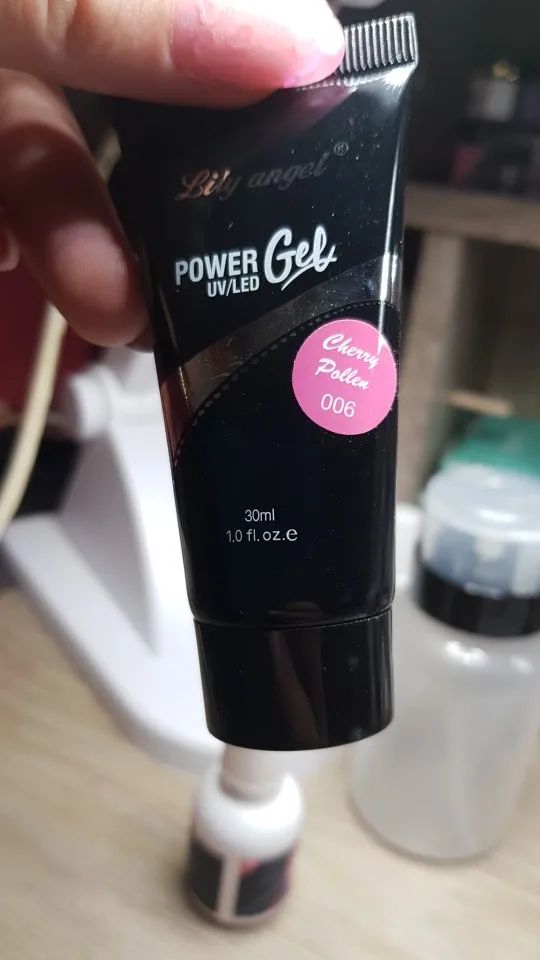 Lily angel®
POWER Gel
UV/LED
Cherry
Pollen
006
30ml
1.0 fl.oz.e